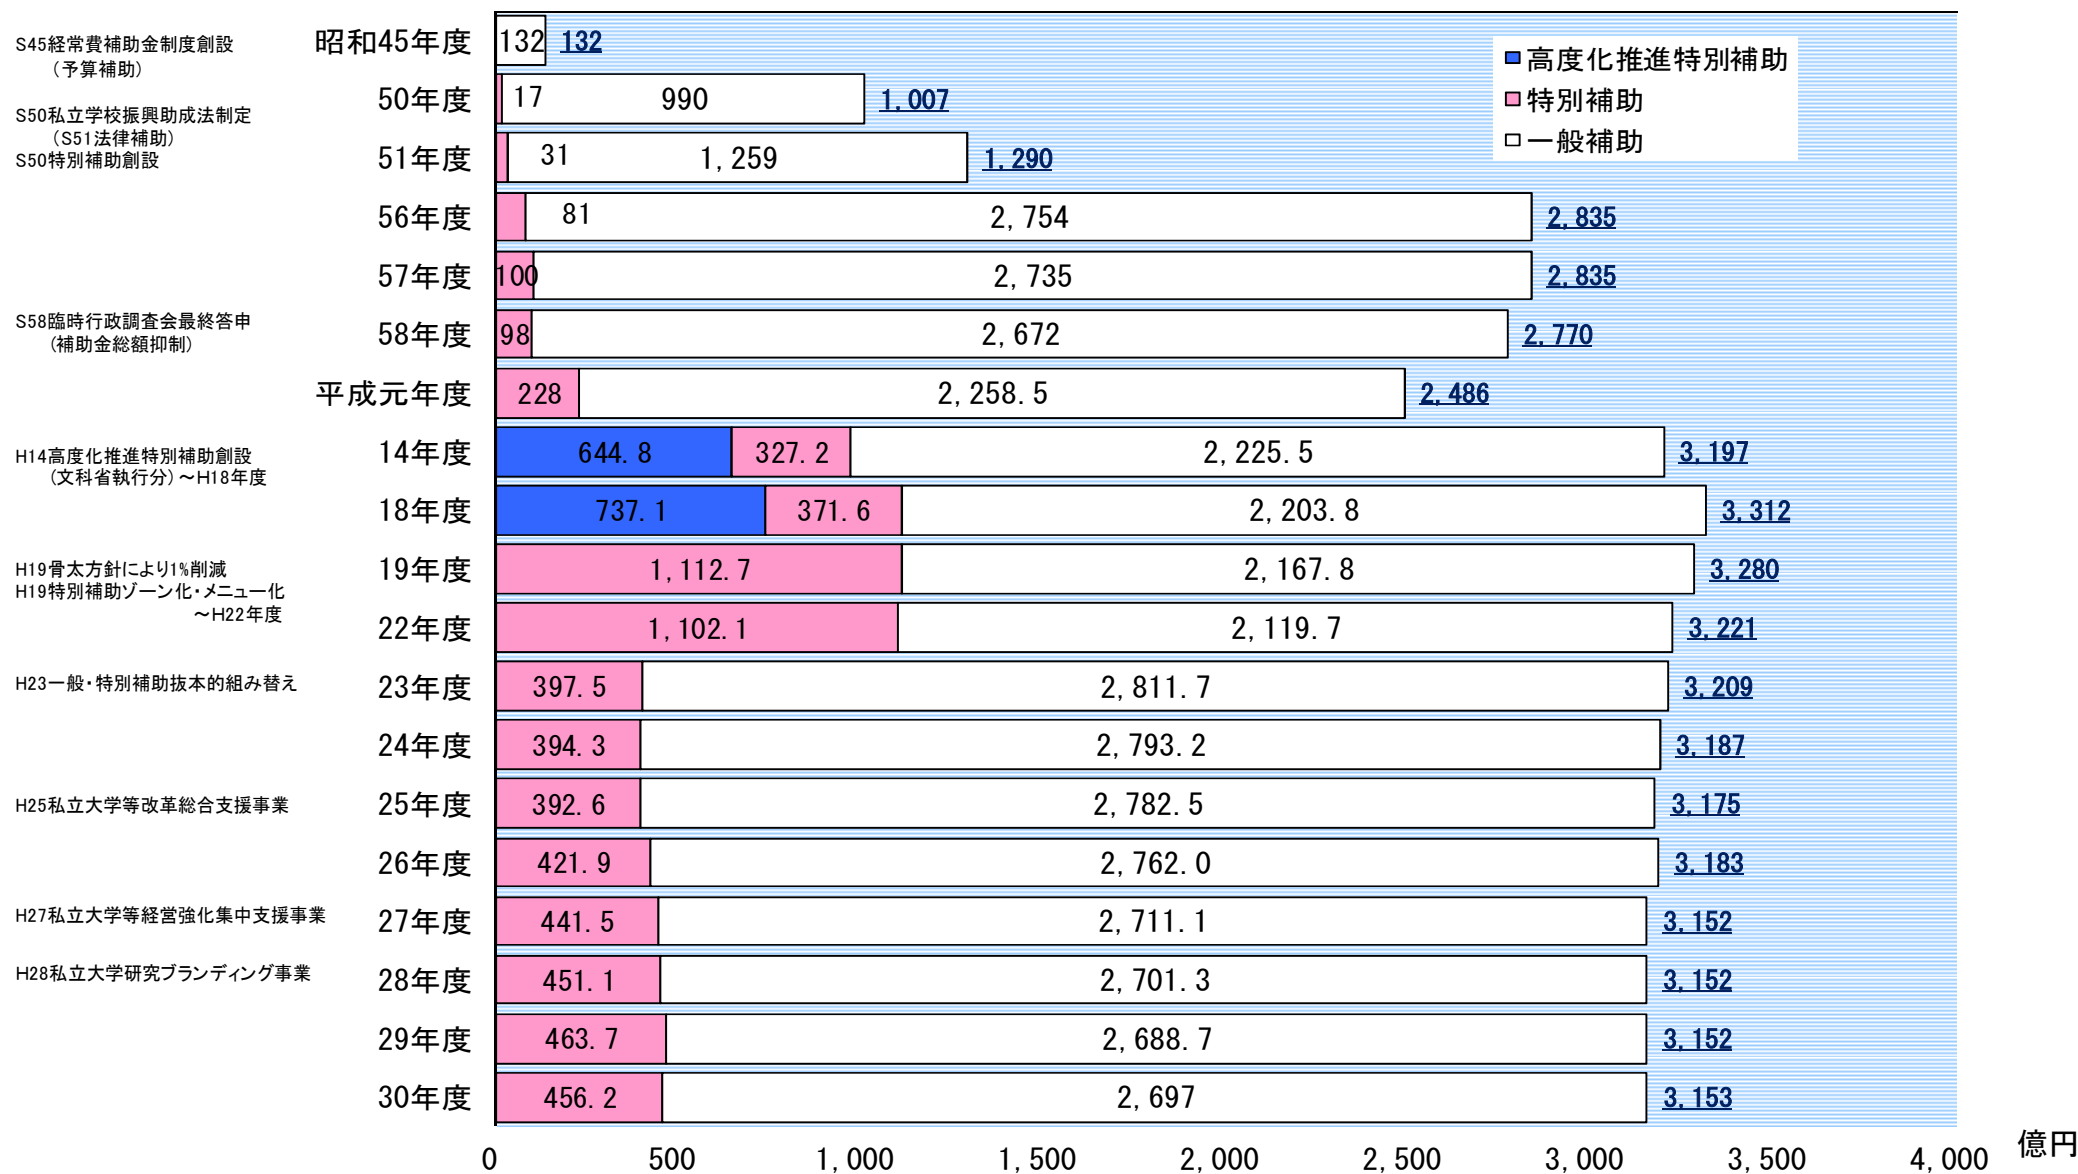 S45経常費補助金制度創設
（予算補助）
昭和45年度 132 132
高度化推進特別補助
特別補助
一般補助
50年度 17 990 1,007
S50私立学校振興助成法制定
（S51法律補助）
S50特別補助創設
51年度 31 1,259 1,290
56年度 81 2,754 2,835
57年度 100 2,735 2,835
S58臨時行政調査会最終答申
(補助金総額抑制）
58年度 98 2,672 2,770
平成元年度 228 2,258.5 2,486
H14高度化推進特別補助創設
(文科省執行分）～H18年度
14年度 644.8 327.2 2,225.5 3,197
18年度 737.1 371.6 2,203.8 3,312
H19骨太方針により1%削減
H19特別補助ゾーン化・メニュー化
～H22年度
19年度 1,112.7 2,167.8 3,280
22年度 1,102.1 2,119.7 3,221
H23一般・特別補助抜本的組み替え
23年度 397.5 2,811.7 3,209
24年度 394.3 2,793.2 3,187
H25私立大学等改革総合支援事業
25年度 392.6 2,782.5 3,175
26年度 421.9 2,762.0 3,183
H27私立大学等経営強化集中支援事業
27年度 441.5 2,711.1 3,152
H28私立大学研究ブランディング事業
28年度 451.1 2,701.3 3,152
29年度 463.7 2,688.7 3,152
30年度 456.2 2,697 3,153
0 500 1,000 1,500 2,000 2,500 3,000 3,500 4,000 億円